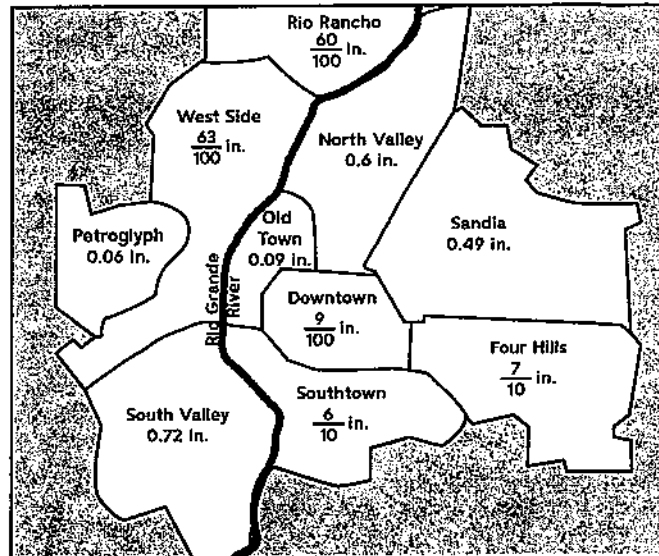 Rio Rancho
60/100 in.
West Side
63/100 in.
North Valley
0.6 in.
Old
Town
0.09 in.
Sandia
0.49 in.
Petroglyph
0.06 in.
Rio Grande
River
Downtown
9/100 in.
Four Hills
7/10 in.
Southtown
6/10 in.
South Valley
0.72 in.